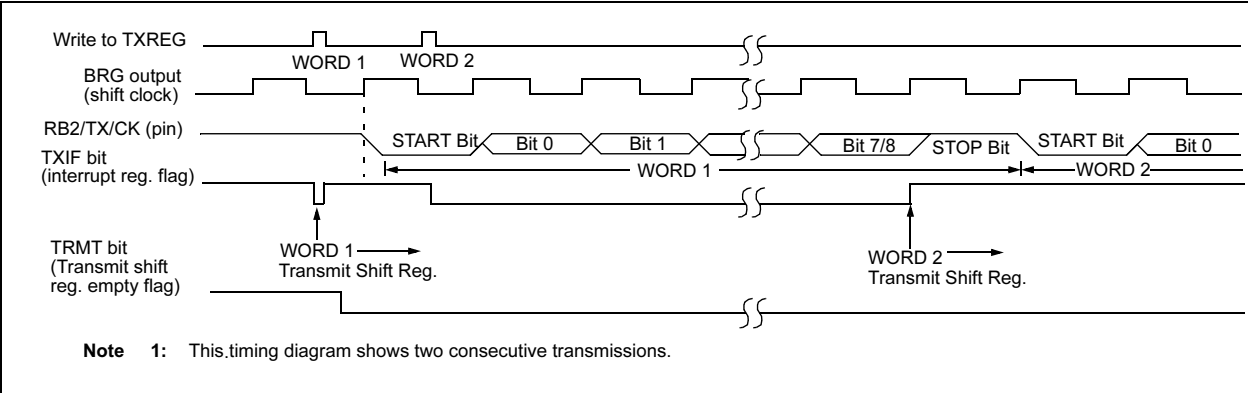 Write to TXREG
WORD 1
WORD 2
BRG output
(shift clock)
RB2/TX/CK (pin)
START Bit
Bit 0
Bit 1
Bit 7/8
STOP Bit
START Bit
Bit 0
TXIF bit
(interrupt reg. flag)
WORD 1
WORD 2
WORD 1
Transmit Shift Reg.
WORD 2
Transmit Shift Reg.
TRMT bit
(Transmit shift
reg. empty flag)
Note 1: This.timing diagram shows two consecutive transmissions.